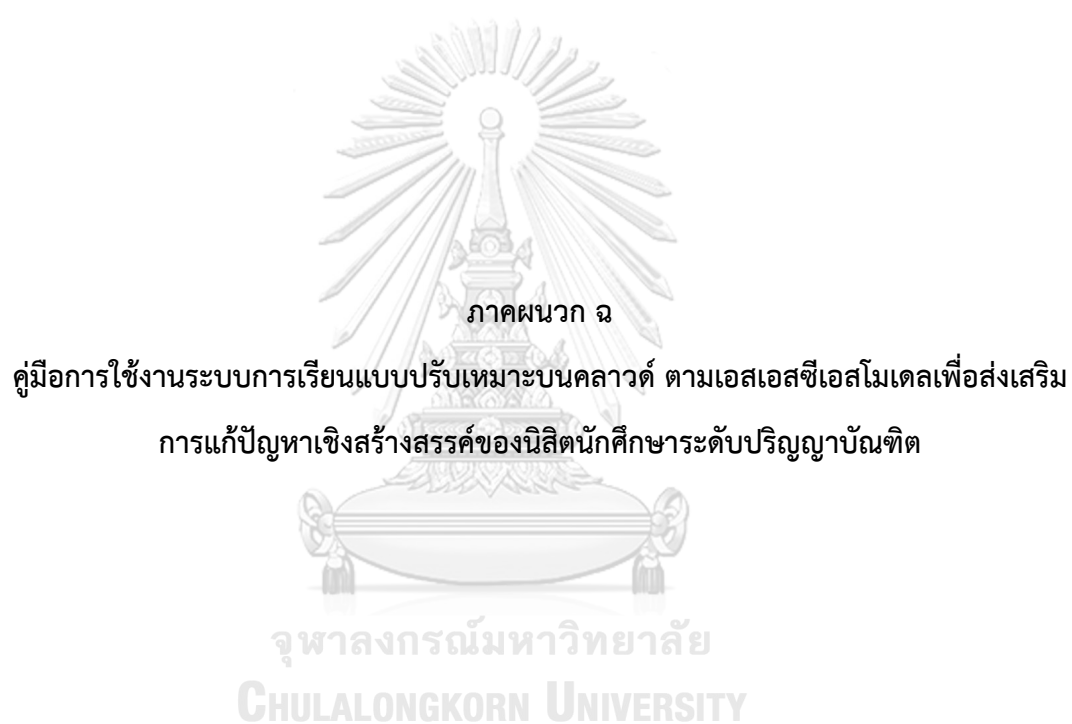 ภาคผนวก ฉ
คู่มือการใช้งานระบบการเรียนแบบปรับเหมาะบนคลาวด์ ตามเอสเอสซีเอสโมเดลเพื่อส่งเสริม
การแก้ปัญหาเชิงสร้างสรรค์ของนิสิตนักศึกษาระดับปริญญาบัณฑิต
จุฬาลงกรณ์มหาวิทยาลัย
CHULALONGKORN UNIVERSITY